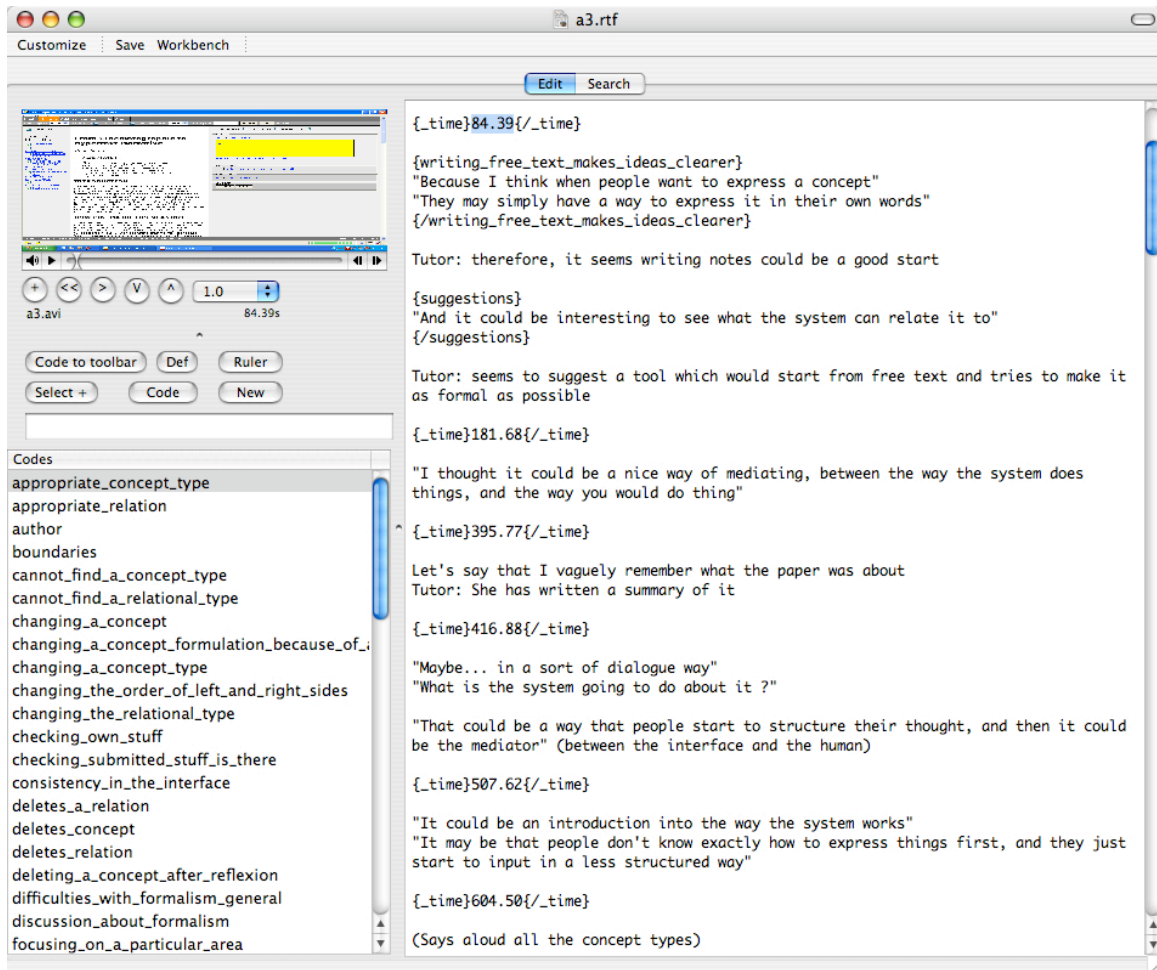 a3.rtf
Customize
Save
Workbench
Edit
Search
+
<<
>
V
^
1.0
a3.avi
84.39s
Code to toolbar
Def
Ruler
Select +
Code
New
Codes
appropriate_concept_type
appropriate_relation
author
boundaries
cannot_find_a_concept_type
cannot_find_a_relational_type
changing_a_concept
changing_a_concept_formulation_because_of_
changing_a_concept_type
changing_the_order_of_left_and_right_sides
changing_the_relational_type
checking_own_stuff
checking_submitted_stuff_is_there
consistency_in_the_interface
deletes_a_relation
deletes_concept
deletes_relation
deleting_a_concept_after_reflexion
difficulties_with_formalism_general
discussion_about_formalism
focusing_on_a_particular_area
{_time}84.39{/_time}
{writing_free_text_makes_ideas_clearer}
"Because I think when people want to express a concept"
"They may simply have a way to express it in their own words"
{/writing_free_text_makes_ideas_clearer}
Tutor: therefore, it seems writing notes could be a good start
{suggestions}
"And it could be interesting to see what the system can relate it to"
{/suggestions}
Tutor: seems to suggest a tool which would start from free text and tries to make it
as formal as possible
{_time}181.68{/_time}
"I thought it could be a nice way of mediating, between the way the system does
things, and the way you would do thing"
{_time}395.77{/_time}
Let's say that I vaguely remember what the paper was about
Tutor: She has written a summary of it
{_time}416.88{/_time}
"Maybe... in a sort of dialogue way"
"What is the system going to do about it ?"
"That could be a way that people start to structure their thought, and then it could
be the mediator" (between the interface and the human)
{_time}507.62{/_time}
"It could be an introduction into the way the system works"
"It may be that people don't know exactly how to express things first, and they just
start to input in a less structured way"
{_time}604.50{/_time}
(Says aloud all the concept types)